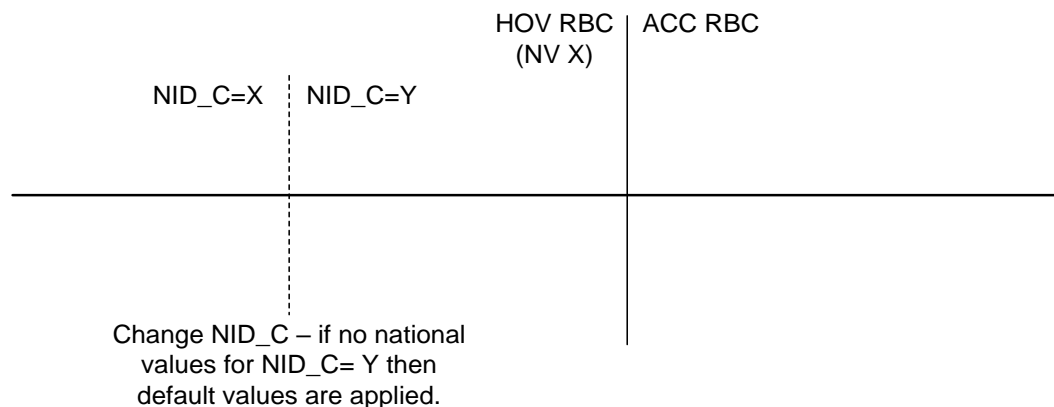 HOV RBC
(NV X)
ACC RBC
NID_C=X
NID_C=Y
Change NID_C – if no national
values for NID_C= Y then
default values are applied.